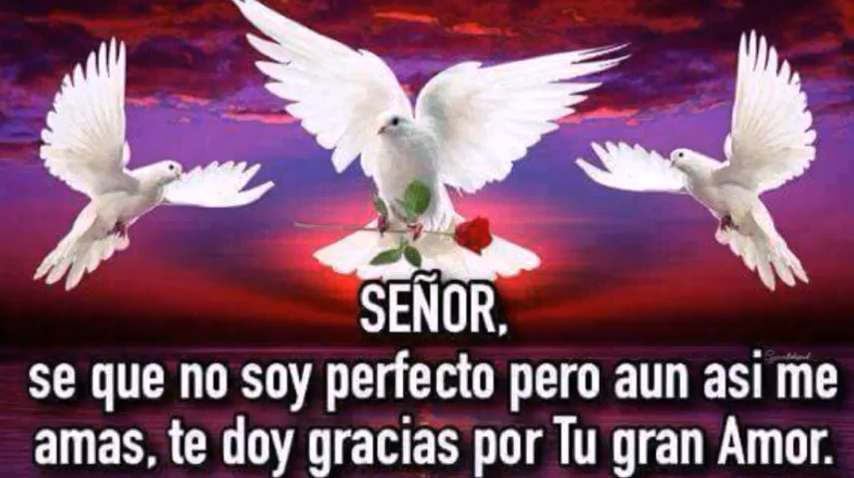 SEÑOR,
se que no soy perfecto pero aun asi me
amas, te doy gracias por Tu gran Amor.